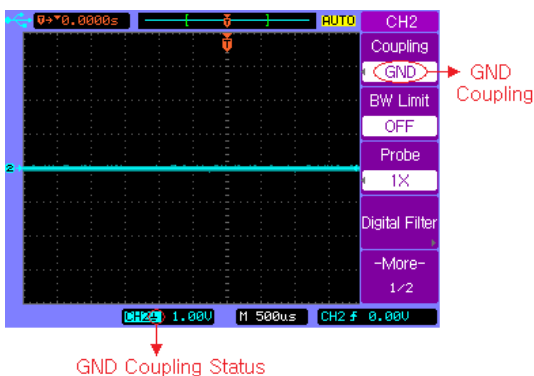 T→▼0.0000s
[ T ]
AUTO
CH2
T
Coupling
GND
GND
Coupling
BW Limit
OFF
Probe
1X
2
Digital Filter
-More-
1/2
CH2 1.00V
M 500us
CH2 0.00V
GND Coupling Status